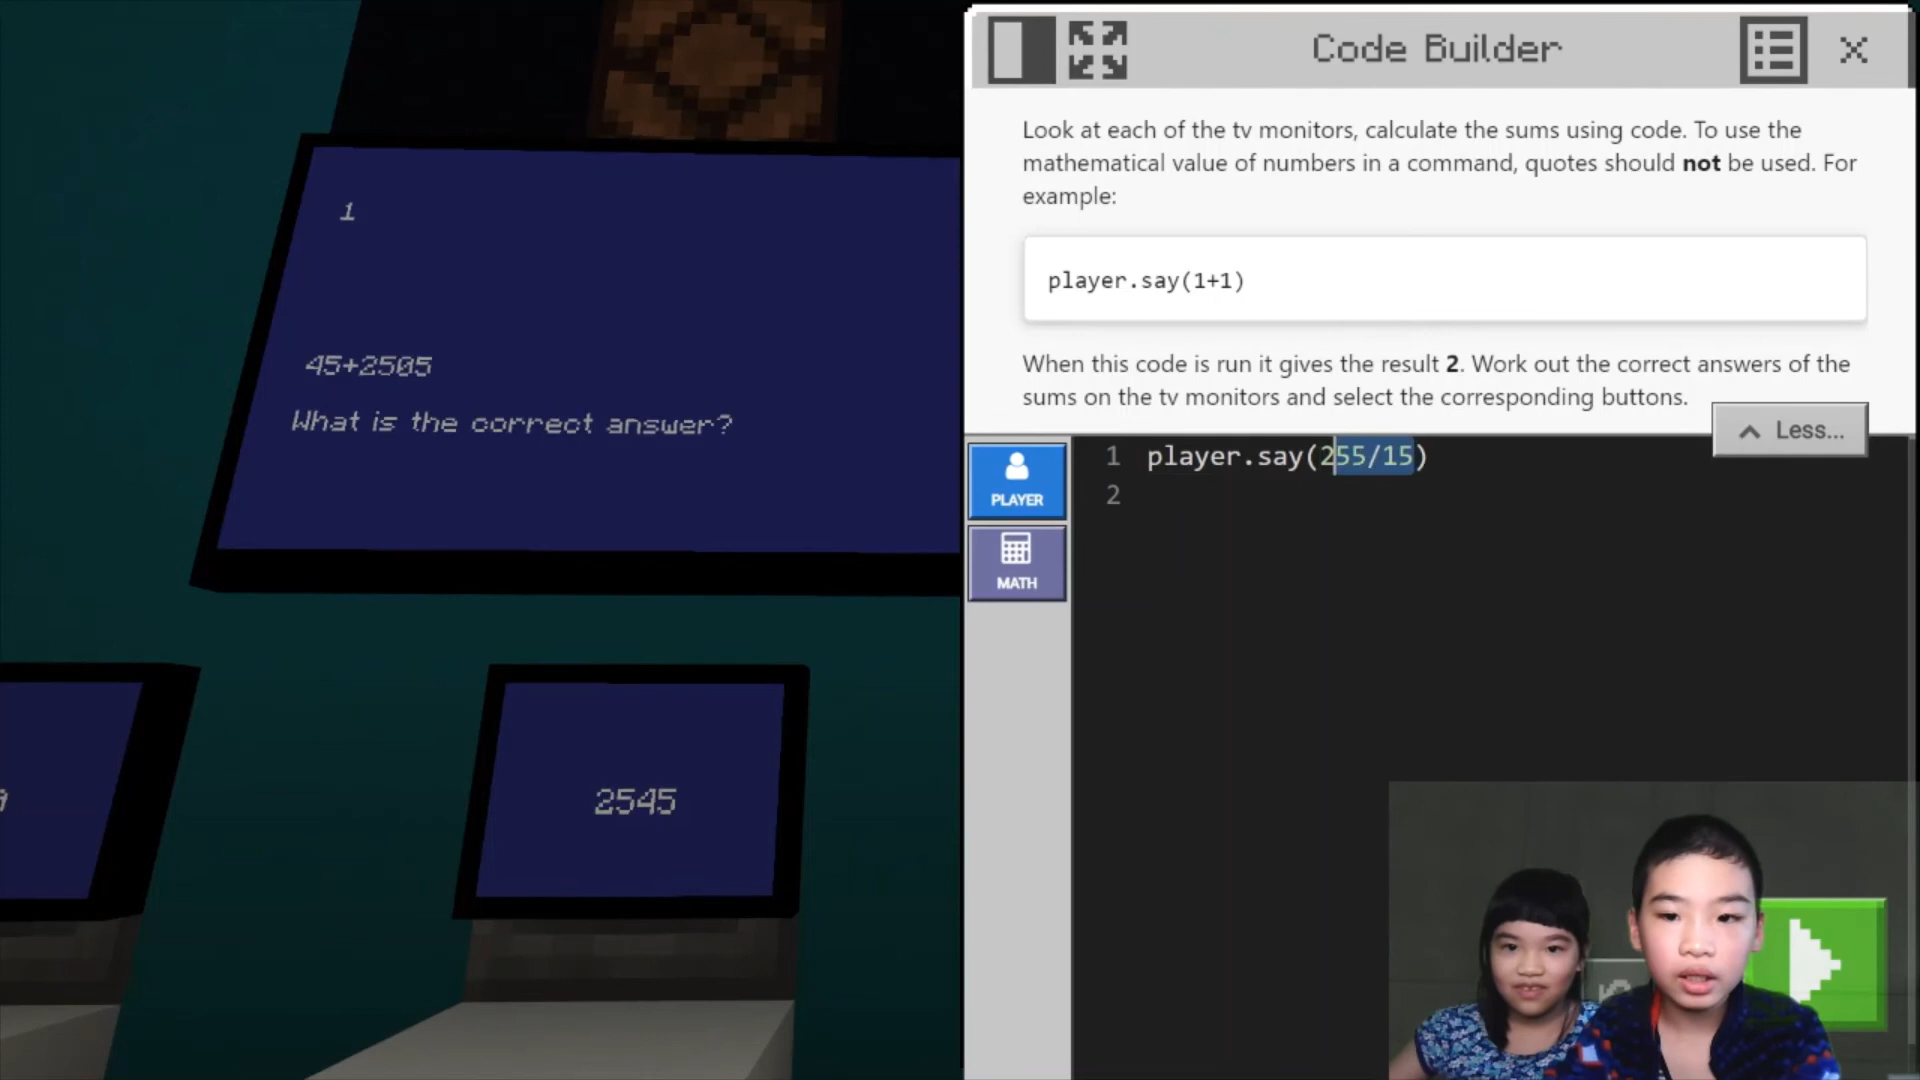 1
45+2505
What is the correct answer?
2545
Code Builder
Look at each of the tv monitors, calculate the sums using code. To use the
mathematical value of numbers in a command, quotes should not be used. For
example:
player.say(1+1)
When this code is run it gives the result 2. Work out the correct answers of the
sums on the tv monitors and select the corresponding buttons.
Less...
PLAYER
MATH
1 player.say(255/15)
2